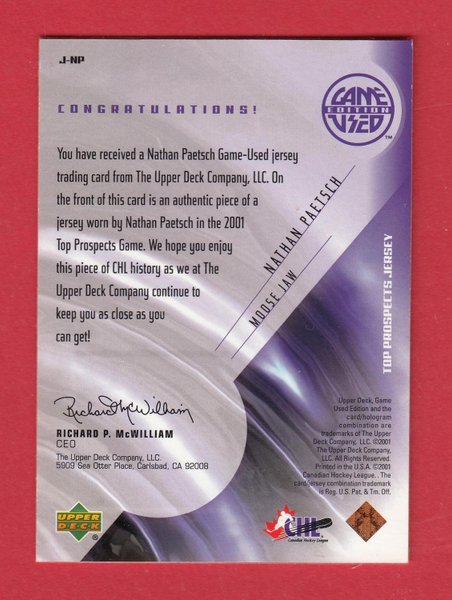 J-NP
CONGRATULATIONS!
GAME
EDITION
USED
TM
You have received a Nathan Paetsch Game-Used jersey
trading card from The Upper Deck Company, LLC. On
the front of this card is an authentic piece of a
jersey worn by Nathan Paetsch in the 2001
Top Prospects Game. We hope you enjoy
this piece of CHL history as we at The
Upper Deck Company continue to
keep you as close as you
can get!
NATHAN PAETSCH
MOOSE JAW
TOP PROSPECTS JERSEY
Richard McWilliam
RICHARD P. McWILLIAM
CEO
The Upper Deck Company, LLC.
5909 Sea Otter Place, Carlsbad, CA 92008
Upper Deck, Game
Used Edition and the
card/hologram
combination are
trademarks of The Upper
Deck Company, LLC. ©2001
The Upper Deck Company,
LLC. All Rights Reserved.
Printed in the U.S.A. ©2001
Canadian Hockey League. . The
card/jersey combination trademark
is Reg. U.S. Pat. & Tm. Off.
UPPER
DECK
®
CHL
Canadian Hockey League